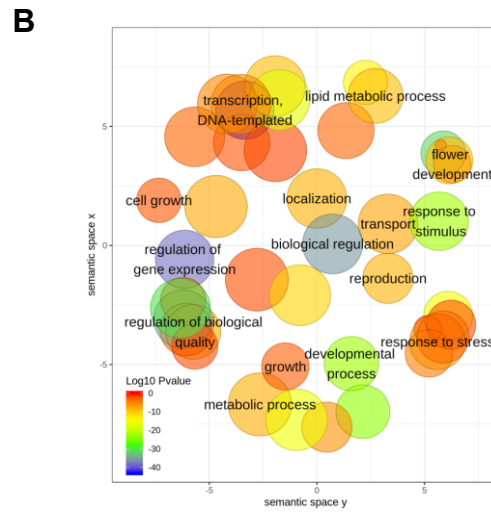 B
transcription,
DNA-templated
lipid metabolic process
flower
development
cell growth
localization
transport
response to
stimulus
biological regulation
regulation of
gene expression
reproduction
regulation of biological
quality
response to stress
developmental
process
growth
metabolic process
semantic space x
5
0
-5
Log10 Pvalue
0
-10
-20
-30
-40
-5
0
5
semantic space y